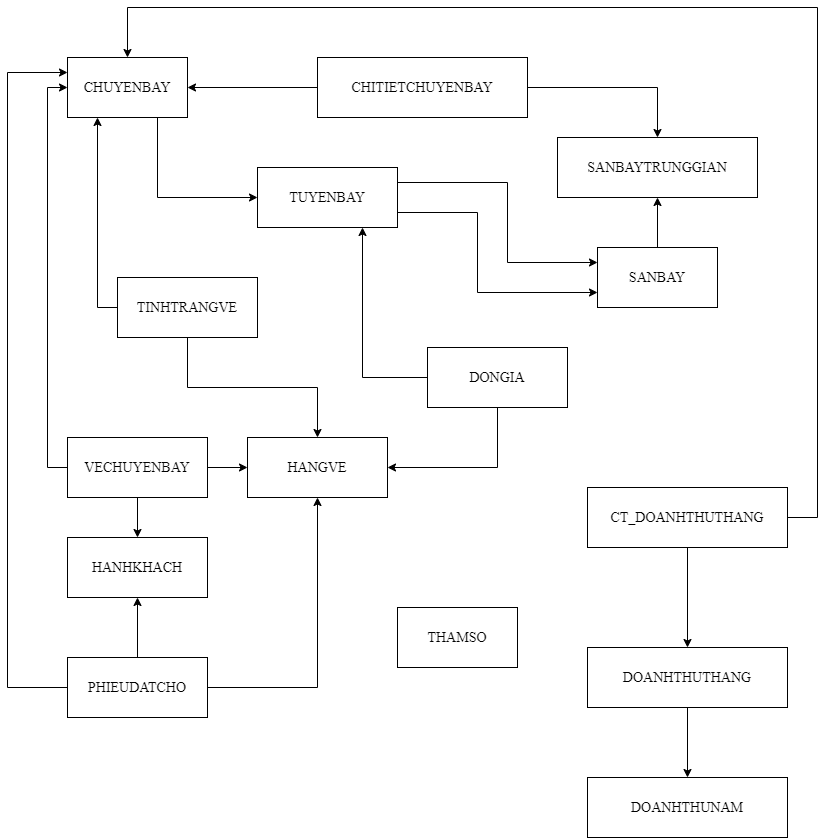 CHUYENBAY
CHITIETCHUYENBAY
SANBAYTRUNGGIAN
TUYENBAY
SANBAY
TINHTRANGVE
DONGIA
VECHUYENBAY
HANGVE
CT_DOANHTHUTHANG
HANHKHACH
THAMSO
PHIEUDATCHO
DOANHTHUTHANG
DOANHTHUNAM